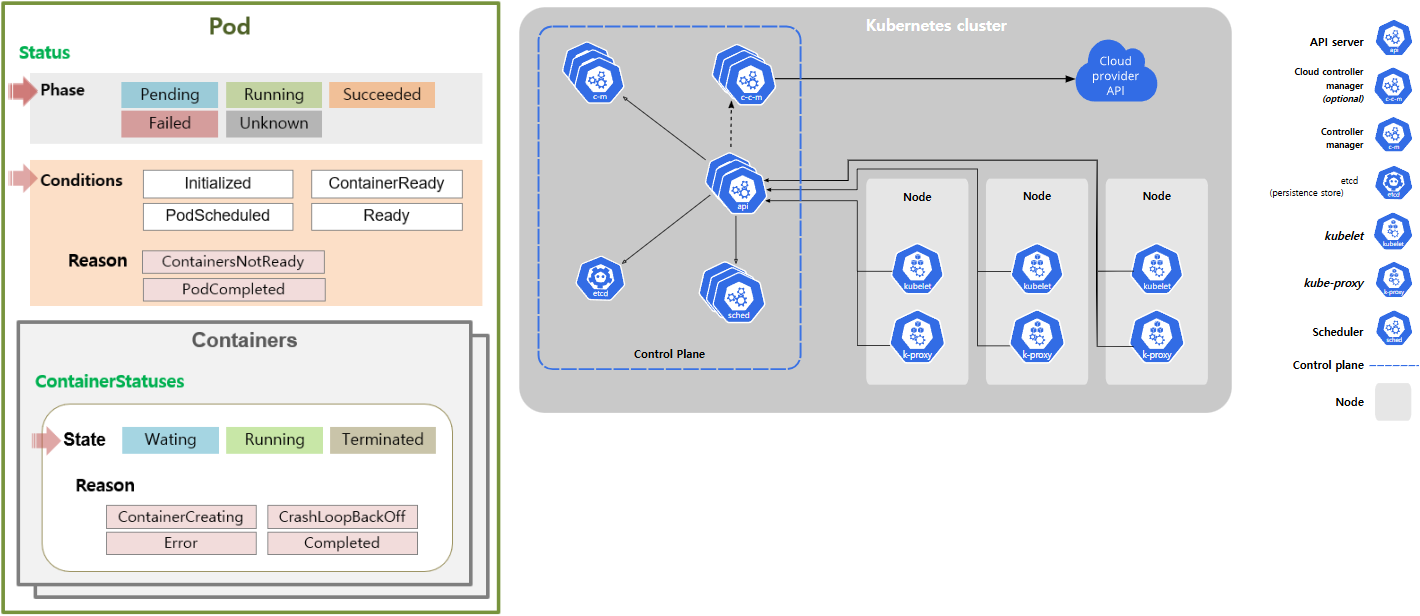 Pod
Status
Phase
Pending
Running
Succeeded
Failed
Unknown
Conditions
Initialized
ContainerReady
PodScheduled
Ready
Reason
ContainersNotReady
PodCompleted
Containers
ContainerStatuses
State
Wating
Running
Terminated
Reason
ContainerCreating
CrashLoopBackOff
Error
Completed
Kubernetes cluster
c-m
c-c-m
Cloud
provider
API
api
etcd
sched
Control Plane
Node
Node
Node
kubelet
kubelet
kubelet
k-proxy
k-proxy
k-proxy
API server
api
Cloud controller
manager
(optional)
c-c-m
Controller
manager
c-m
etcd
(persistence store)
etcd
kubelet
kubelet
kube-proxy
k-proxy
Scheduler
sched
Control plane
Node